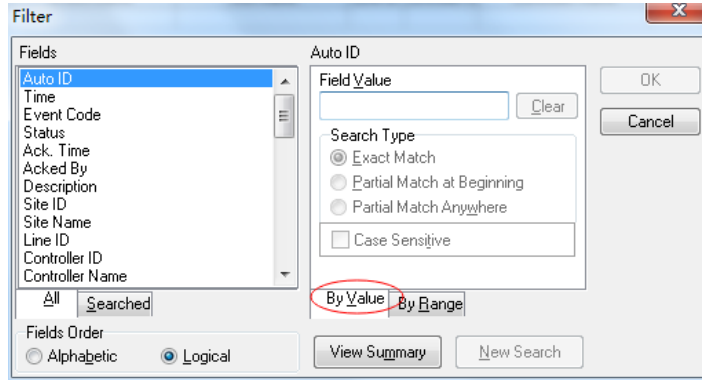 Filter
X
Fields
Auto ID
Time
Event Code
Status
Ack. Time
Acked By
Description
Site ID
Site Name
Line ID
Controller ID
Controller Name
All
Searched
Fields Order
Alphabetic
Logical
Auto ID
Field Value
Clear
Search Type
Exact Match
Partial Match at Beginning
Partial Match Anywhere
Case Sensitive
By Value
By Range
View Summary
New Search
OK
Cancel